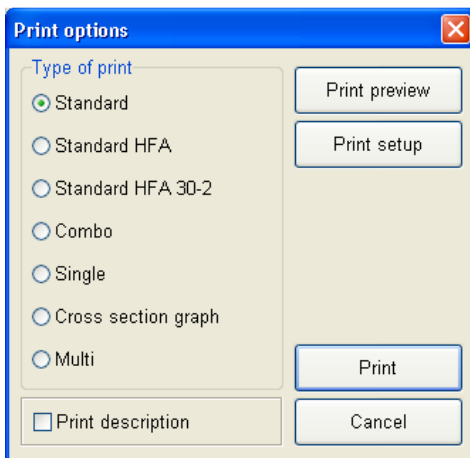 Print options
Type of print
Standard
Standard HFA
Standard HFA 30-2
Combo
Single
Cross section graph
Multi
Print description
Print preview
Print setup
Print
Cancel